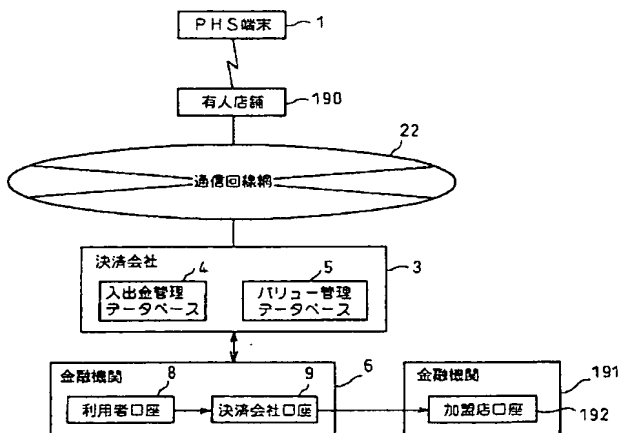 PHS端末
1
有人店舗
190
22
通信回線網
決済会社
4
5
3
入出金管理
データベース
バリュー管理
データベース
金融機関
8
9
6
利用者口座
決済会社口座
金融機関
191
加盟店口座
192